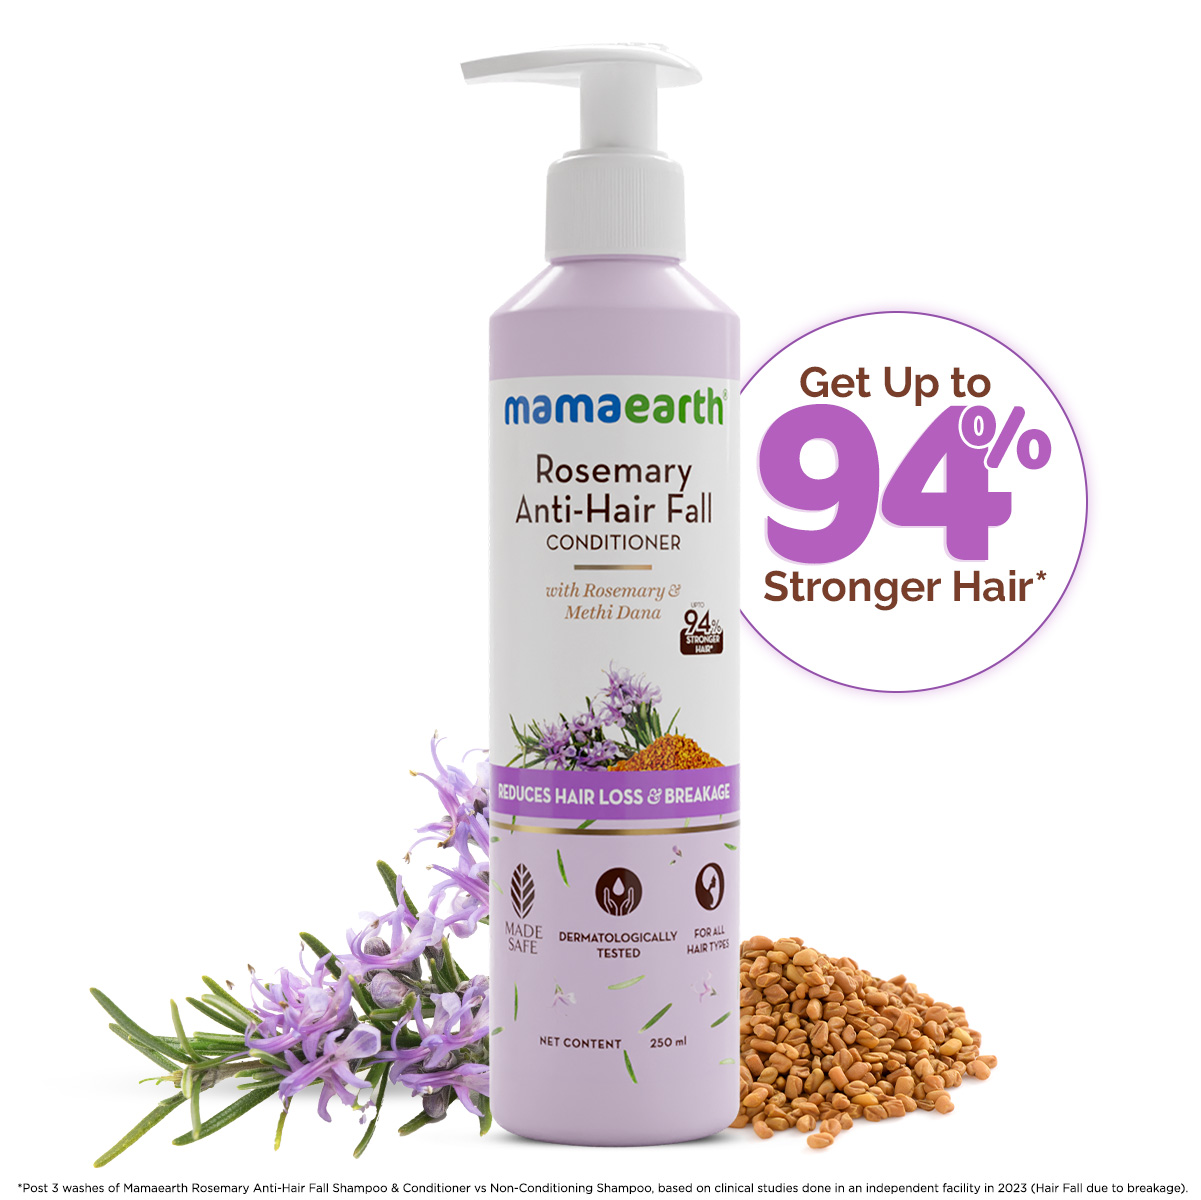 mamaearth®
Rosemary
Anti-Hair Fall
CONDITIONER
with Rosemary &
Methi Dana
UPTO
94%
STRONGER
HAIR*
REDUCES HAIR LOSS & BREAKAGE
MADE
SAFE
DERMATOLOGICALLY
TESTED
FOR ALL
HAIR TYPES
NET CONTENT 250 ml
Get Up to
94%
Stronger Hair*
*Post 3 washes of Mamaearth Rosemary Anti-Hair Fall Shampoo & Conditioner vs Non-Conditioning Shampoo, based on clinical studies done in an independent facility in 2023 (Hair Fall due to breakage).